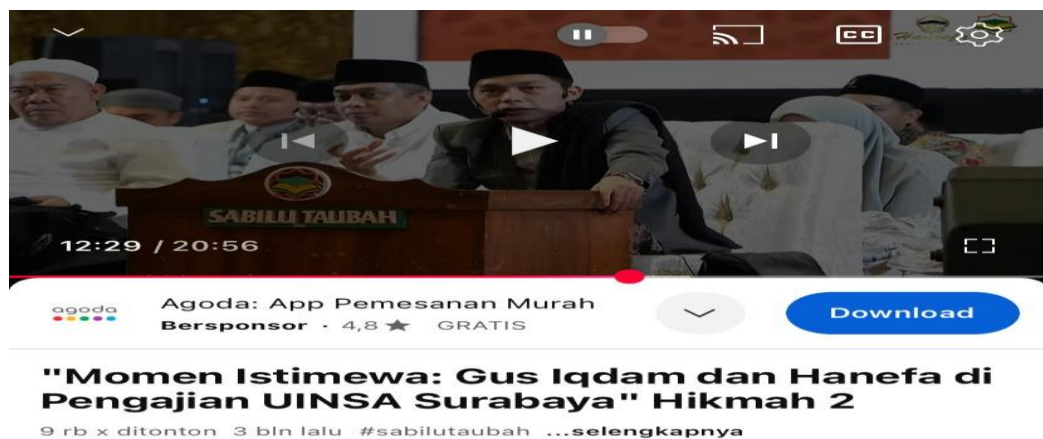 CC
SABILU TAUBAH
12:29 / 20:56
agoda
Agoda: App Pemesanan Murah
Bersponsor · 4,8 ★ GRATIS
Download
"Momen Istimewa: Gus Iqdam dan Hanefa di
Pengajian UINSA Surabaya" Hikmah 2
9 rb x ditonton 3 bln lalu #sabilutaubah ...selengkapnya